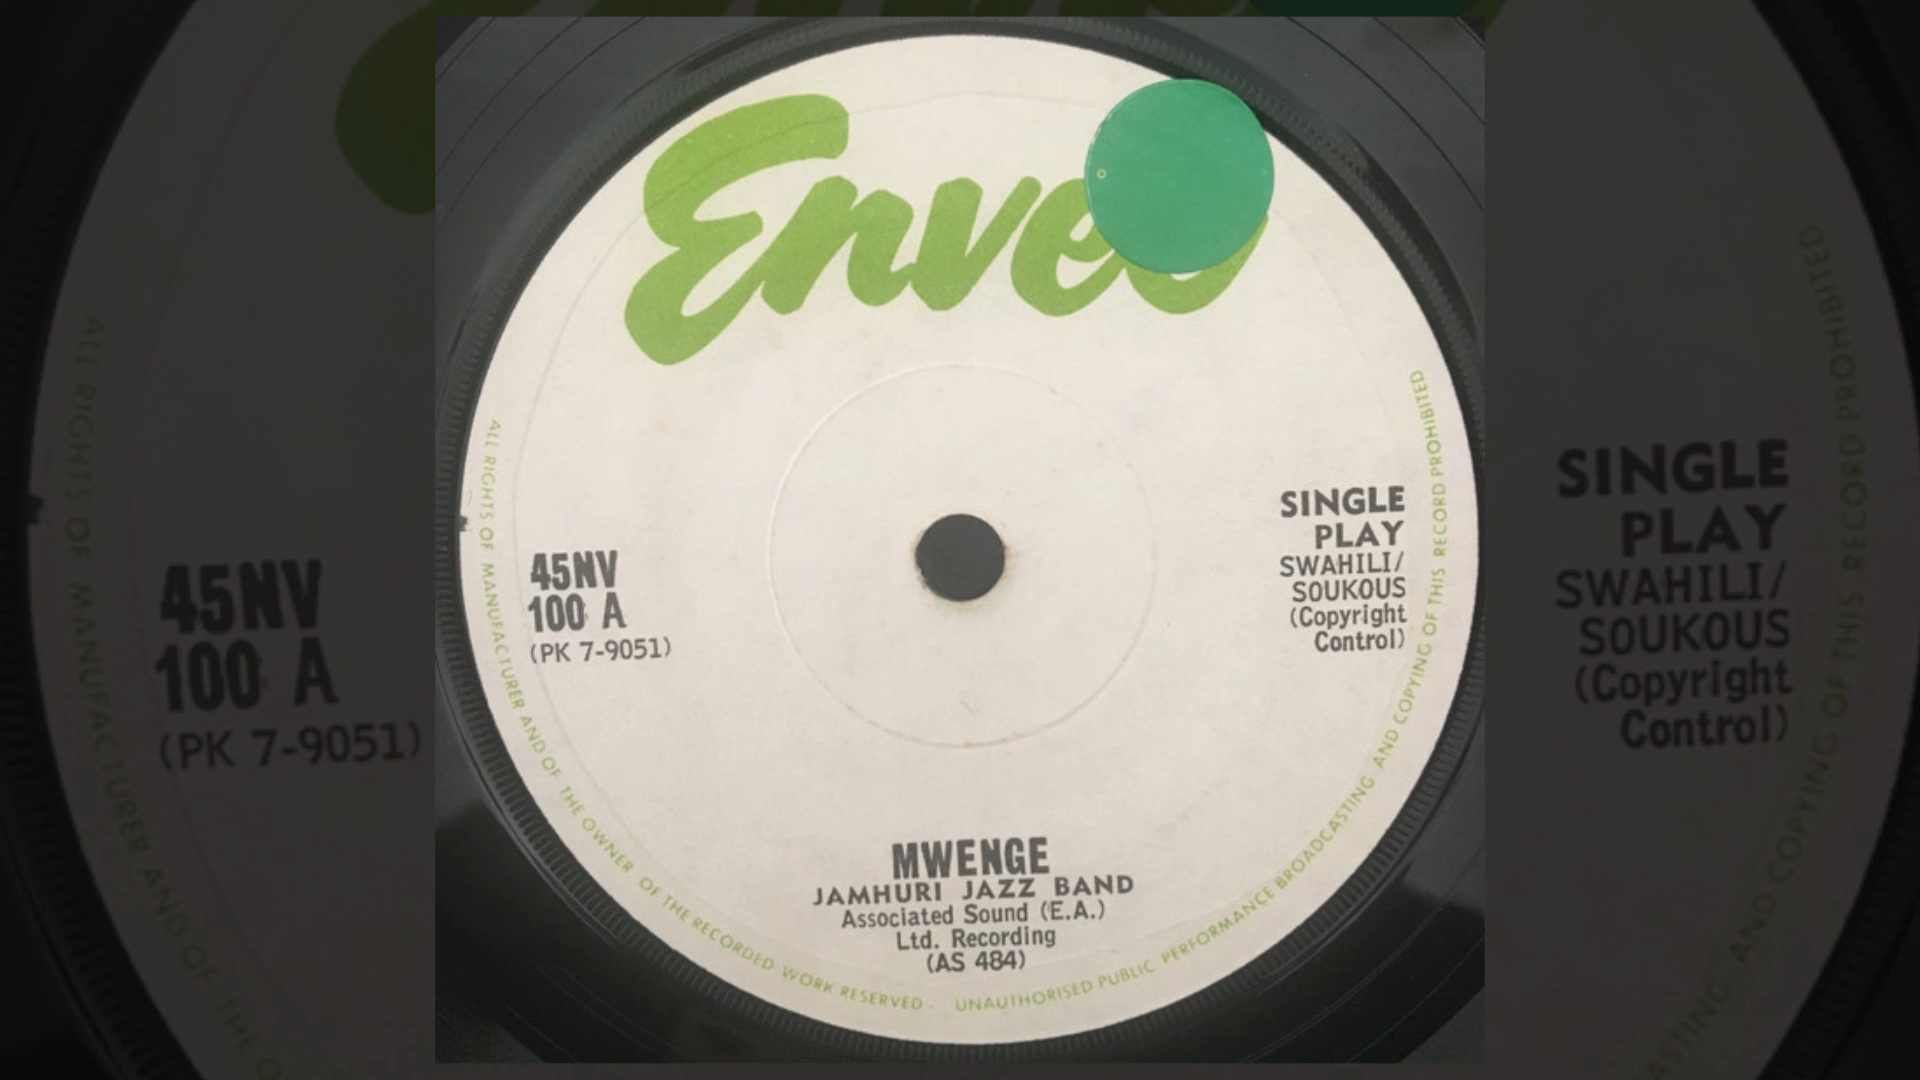 Envee
45NV
100 A
(PK 7-9051)
SINGLE
PLAY
SWAHILI/
SOUKOUS
(Copyright
Control)
MWENGE
JAMHURI JAZZ BAND
Associated Sound (E.A.)
Ltd. Recording
(AS 484)
ALL RIGHTS OF MANUFACTURER AND OF THE OWNER OF THE RECORDED WORK RESERVED - UNAUTHORISED PUBLIC PERFORMANCE BROADCASTING AND COPYING OF THIS RECORD PROHIBITED